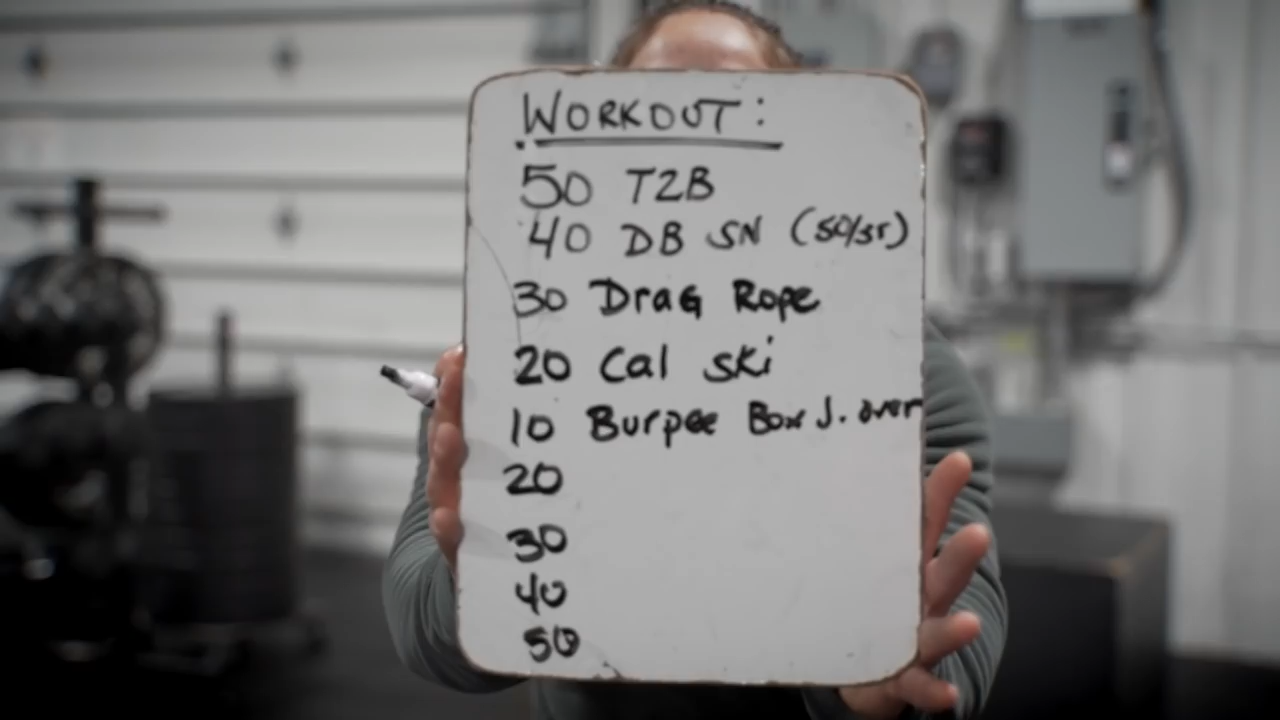 WORKOUT:
50 T2B
40 DB SN (50/35)
30 Drag Rope
20 Cal ski
10 Burpee Box J. over
20
30
40
50